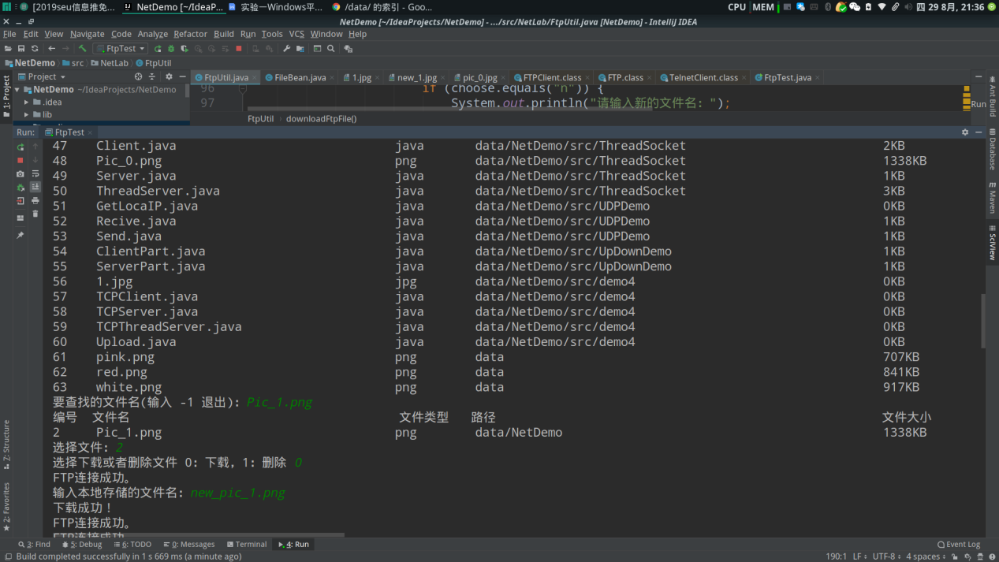 [2019seu信息推免... NetDemo [~/IdeaP... 实验一Windows平... /data/ 的索引 - Goo... CPU MEM 四 29 8月, 21:36
NetDemo [~/IdeaProjects/NetDemo] - .../src/NetLab/FtpUtil.java [NetDemo] - IntelliJ IDEA
File Edit View Navigate Code Analyze Refactor Build Run Tools VCS Window Help
FtpTest
NetDemo src NetLab FtpUtil
Project FtpUtil.java FileBean.java 1.jpg new_1.jpg pic_0.jpg FTPClient.class FTP.class TelnetClient.class FtpTest.java
NetDemo ~/IdeaProjects/NetDemo
.idea
lib
96 if (choose.equals("n")) {
97 System.out.println("请输入新的文件名: ");
FtpUtil downloadFtpFile()
Run
1: Project
Ant Build
Database
Maven
SciView
7: Structure
2: Favorites
Run: FtpTest
47 Client.java java data/NetDemo/src/ThreadSocket 2KB
48 Pic_0.png png data/NetDemo/src/ThreadSocket 1338KB
49 Server.java java data/NetDemo/src/ThreadSocket 1KB
50 ThreadServer.java java data/NetDemo/src/ThreadSocket 3KB
51 GetLocaIP.java java data/NetDemo/src/UDPDemo 0KB
52 Recive.java java data/NetDemo/src/UDPDemo 1KB
53 Send.java java data/NetDemo/src/UDPDemo 1KB
54 ClientPart.java java data/NetDemo/src/UpDownDemo 1KB
55 ServerPart.java java data/NetDemo/src/UpDownDemo 1KB
56 1.jpg jpg data/NetDemo/src/demo4 0KB
57 TCPClient.java java data/NetDemo/src/demo4 0KB
58 TCPServer.java java data/NetDemo/src/demo4 0KB
59 TCPThreadServer.java java data/NetDemo/src/demo4 0KB
60 Upload.java java data/NetDemo/src/demo4 0KB
61 pink.png png data 707KB
62 red.png png data 841KB
63 white.png png data 917KB
要查找的文件名(输入 -1 退出): Pic_1.png
编号 文件名 文件类型 路径 文件大小
2 Pic_1.png png data/NetDemo 1338KB
选择文件: 2
选择下载或者删除文件 0: 下载, 1: 删除 0
FTP连接成功。
输入本地存储的文件名: new_pic_1.png
下载成功！
FTP连接成功。
FTP连接成功
3: Find 5: Debug 6: TODO 0: Messages Terminal 4: Run Event Log
Build completed successfully in 1 s 669 ms (a minute ago) 190:1 LF UTF-8 4 spaces